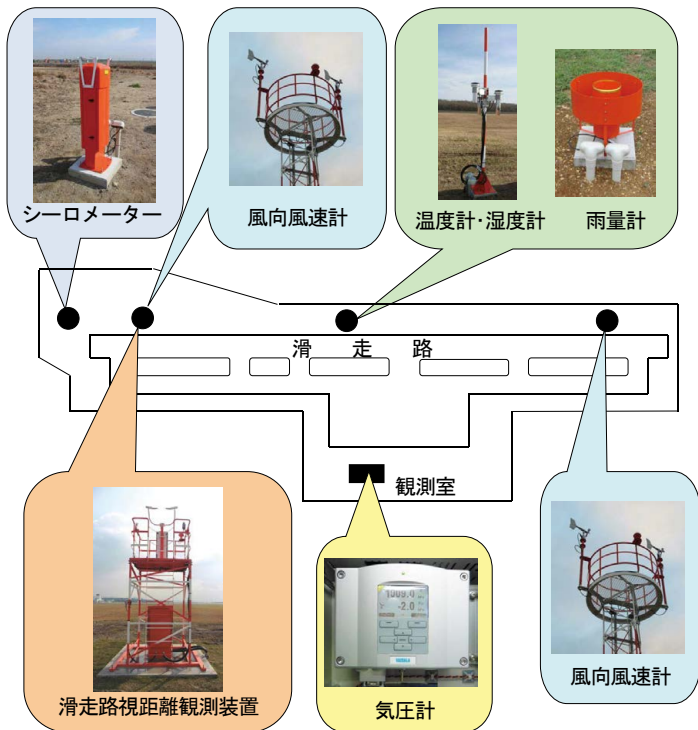 シーロメーター
風向風速計
温度計・湿度計
雨量計
滑走路
観測室
滑走路視距離観測装置
気圧計
1009.0
-2.0
VAISALA
風向風速計